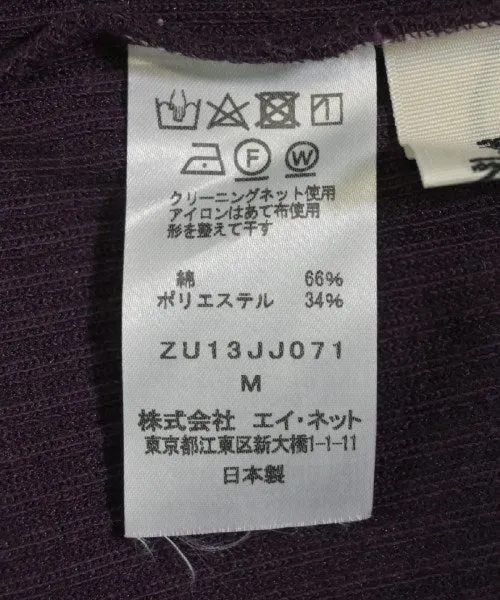 F W
クリーニングネット使用
アイロンはあて布使用
形を整えて干す
綿 66%
ポリエステル 34%
ZU13JJ071
M
株式会社 エイ・ネット
東京都江東区新大橋1-1-11
日本製